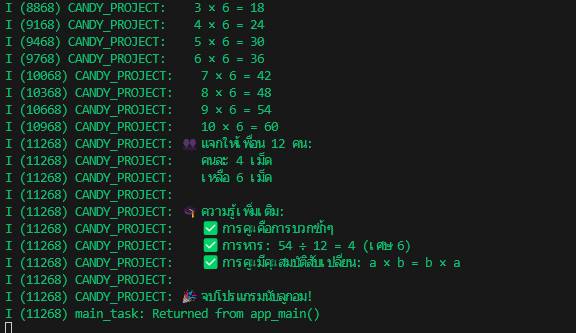 I (8868) CANDY_PROJECT:    3 × 6 = 18
I (9168) CANDY_PROJECT:    4 × 6 = 24
I (9468) CANDY_PROJECT:    5 × 6 = 30
I (9768) CANDY_PROJECT:    6 × 6 = 36
I (10068) CANDY_PROJECT:    7 × 6 = 42
I (10368) CANDY_PROJECT:    8 × 6 = 48
I (10668) CANDY_PROJECT:    9 × 6 = 54
I (10968) CANDY_PROJECT:    10 × 6 = 60
I (11268) CANDY_PROJECT: 👥 แจกให้เพื่อน 12 คน:
I (11268) CANDY_PROJECT:    คนละ 4 เม็ด
I (11268) CANDY_PROJECT:    เหลือ 6 เม็ด
I (11268) CANDY_PROJECT:
I (11268) CANDY_PROJECT: 🎓 ความรู้เพิ่มเติม:
I (11268) CANDY_PROJECT:    ✅ การคูณคือการบวกซ้ำๆ
I (11268) CANDY_PROJECT:    ✅ การหาร: 54 ÷ 12 = 4 (เศษ 6)
I (11268) CANDY_PROJECT:    ✅ การคูณมีคุณสมบัติสับเปลี่ยน: a × b = b × a
I (11268) CANDY_PROJECT:
I (11268) CANDY_PROJECT: 🎉 จบโปรแกรมนับลูกอม!
I (11268) main_task: Returned from app_main()